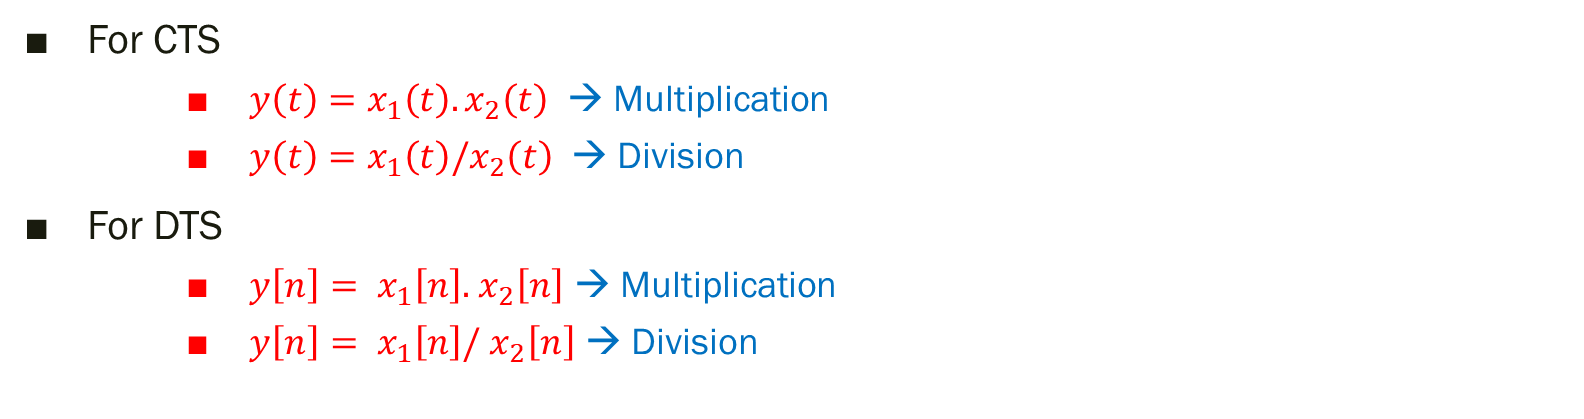 ■ For CTS
■ y(t) = x₁(t).x₂(t) → Multiplication
■ y(t) = x₁(t)/x₂(t) → Division
■ For DTS
■ y[n] = x₁[n].x₂[n] → Multiplication
■ y[n] = x₁[n]/ x₂[n] → Division